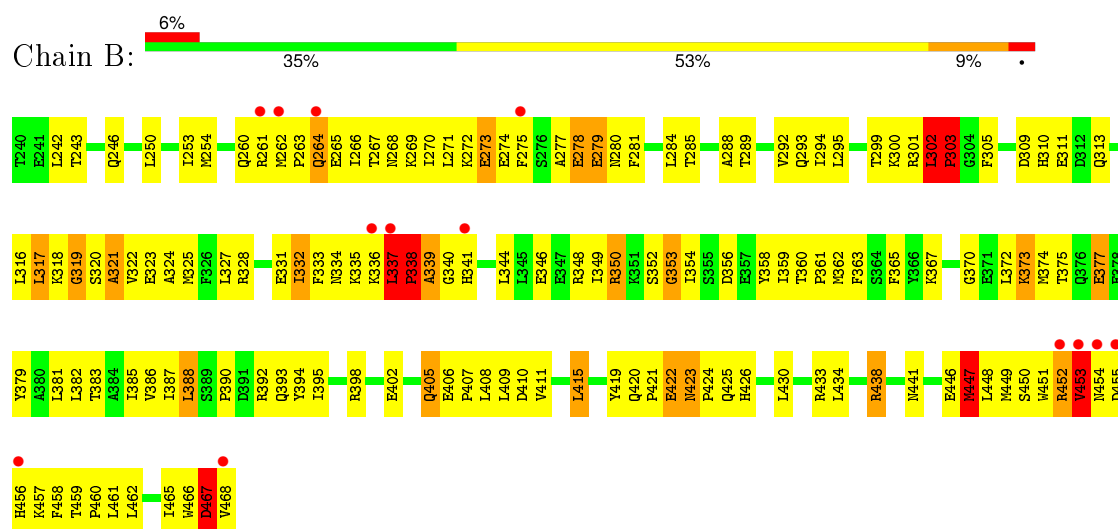 6%
Chain B:
35% 53% 9% •
T240 E241 L242 T243 Q246 L250 I253 M254 Q260 R261 M262 P263 Q264 E265 I266 T267 N268 K269 I270 L271 K272 E273 E274 F275 S276 A277 E278 E279 N280 F281 L284 T285 A288 T289 V292 Q293 I294 L295 T299 K300 R301 L302 P303 G304 F305 D309 H310 E311 D312 Q313
L316 L317 K318 G319 S320 A321 V322 E323 A324 M325 F326 L327 R328 E331 I332 F333 N334 K335 K336 L337 P338 A339 G340 H341 L344 L345 E346 E347 R348 I349 R350 K351 S352 G353 I354 S355 D356 E357 Y358 I359 T360 P361 M362 F363 S364 F365 Y366 K367 G370 E371 L372 K373 M374 T375 Q376 E377 E378
Y379 A380 L381 L382 T383 A384 I385 V386 I387 L388 S389 P390 D391 R392 Q393 Y394 I395 R398 E402 Q405 E406 P407 L408 L409 D410 V411 L415 Y419 Q420 P421 E422 N423 P424 Q425 H426 L430 R433 L434 R438 N441 E446 M447 L448 M449 S450 W451 R452 V453 N454 D455
H456 K457 F458 T459 P460 L461 L462 I465 W466 D467 V468